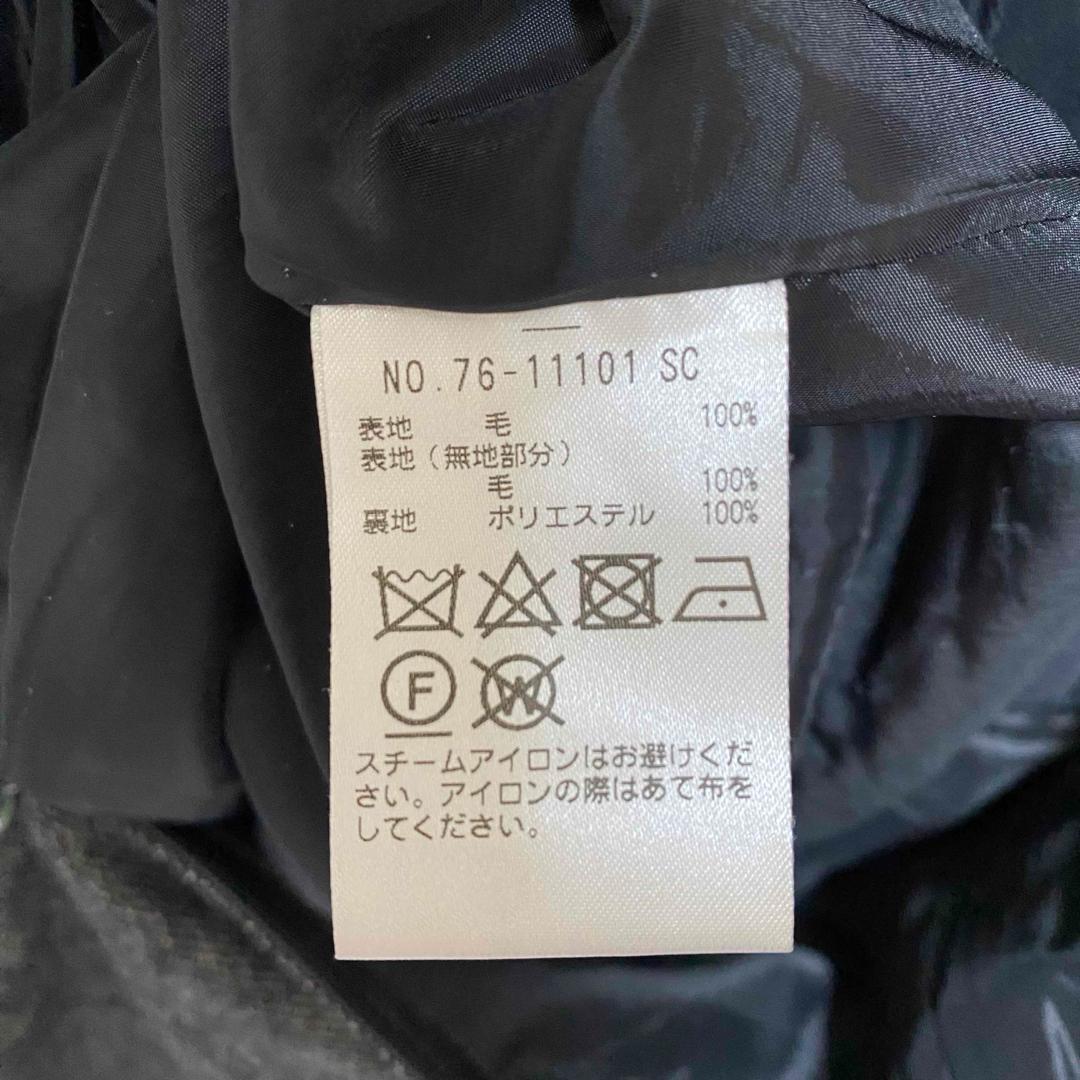 NO.76-11101 SC
表地 毛 100%
表地(無地部分)
毛 100%
裏地 ポリエステル 100%
F
W
スチームアイロンはお避けくだ
さい。アイロンの際はあて布を
してください。